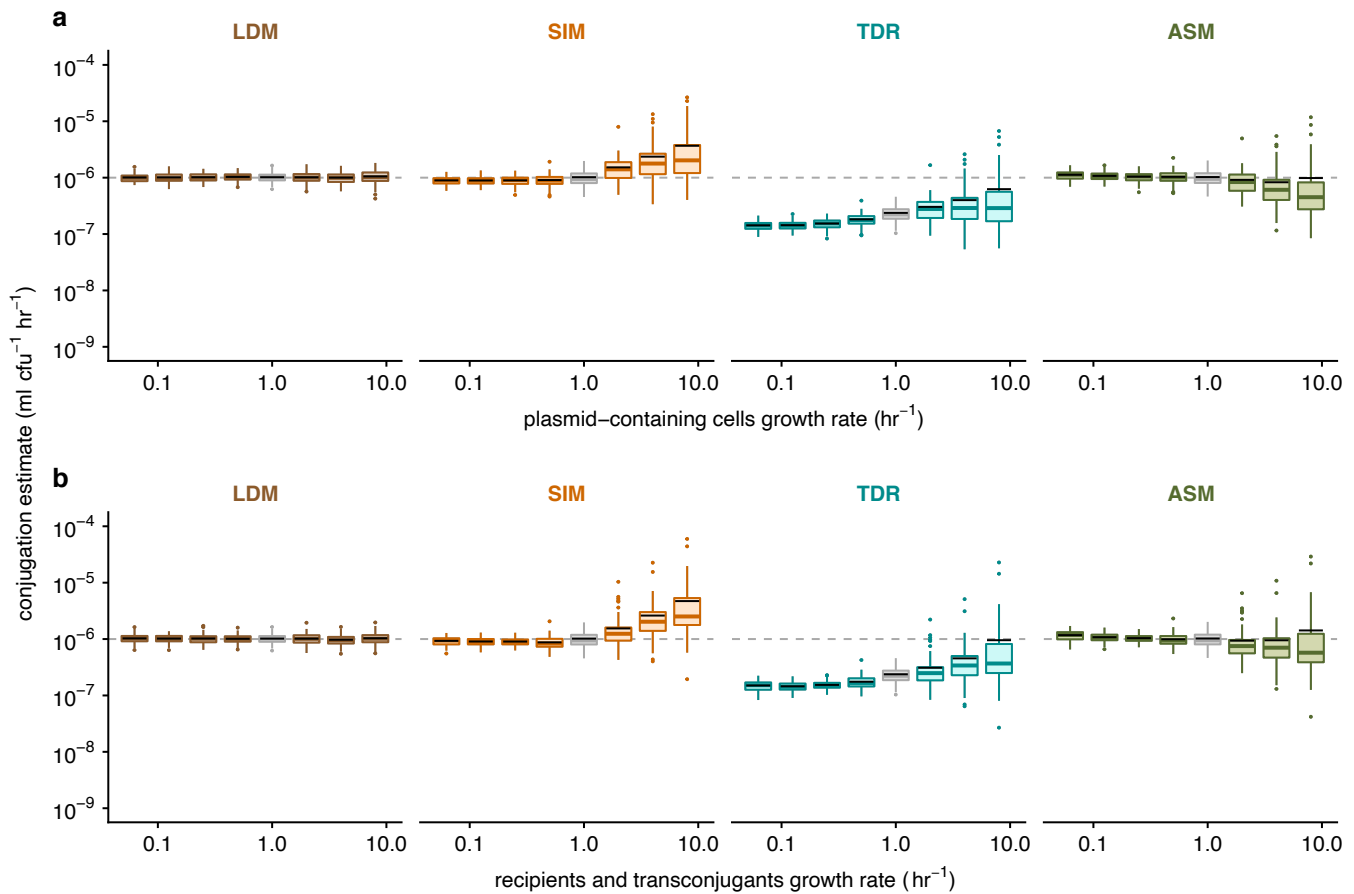 a
LDM SIM TDR ASM
10⁻⁴
10⁻⁵
10⁻⁶
10⁻⁷
10⁻⁸
10⁻⁹
0.1 1.0 10.0 0.1 1.0 10.0 0.1 1.0 10.0 0.1 1.0 10.0
plasmid−containing cells growth rate (hr⁻¹)
conjugation estimate (ml cfu⁻¹ hr⁻¹)
b
LDM SIM TDR ASM
10⁻⁴
10⁻⁵
10⁻⁶
10⁻⁷
10⁻⁸
10⁻⁹
0.1 1.0 10.0 0.1 1.0 10.0 0.1 1.0 10.0 0.1 1.0 10.0
recipients and transconjugants growth rate (hr⁻¹)